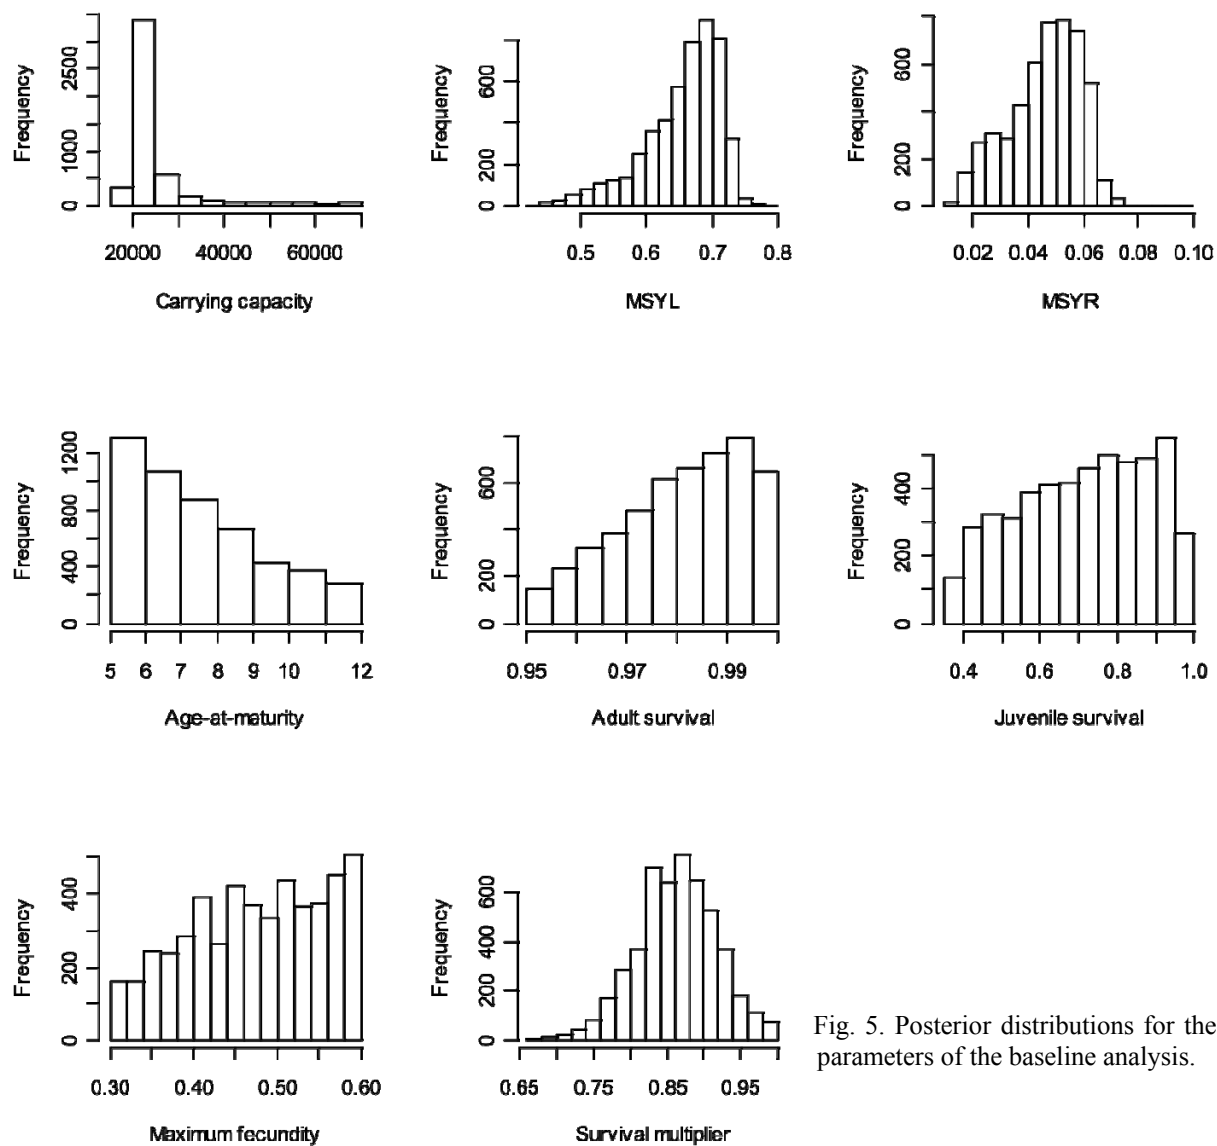 Frequency
0 1000 2500
20000 40000 60000
Carrying capacity
Frequency
0 200 600
0.5 0.6 0.7 0.8
MSYL
Frequency
0 200 600
0.02 0.04 0.06 0.08 0.10
MSYR
Frequency
0 400 800 1200
5 6 7 8 9 10 12
Age-at-maturity
Frequency
0 200 600
0.95 0.97 0.99
Adult survival
Frequency
0 200 400
0.4 0.6 0.8 1.0
Juvenile survival
Frequency
0 200 400
0.30 0.40 0.50 0.60
Maximum fecundity
Frequency
0 200 400 600
0.65 0.75 0.85 0.95
Survival multiplier
Fig. 5. Posterior distributions for the
parameters of the baseline analysis.